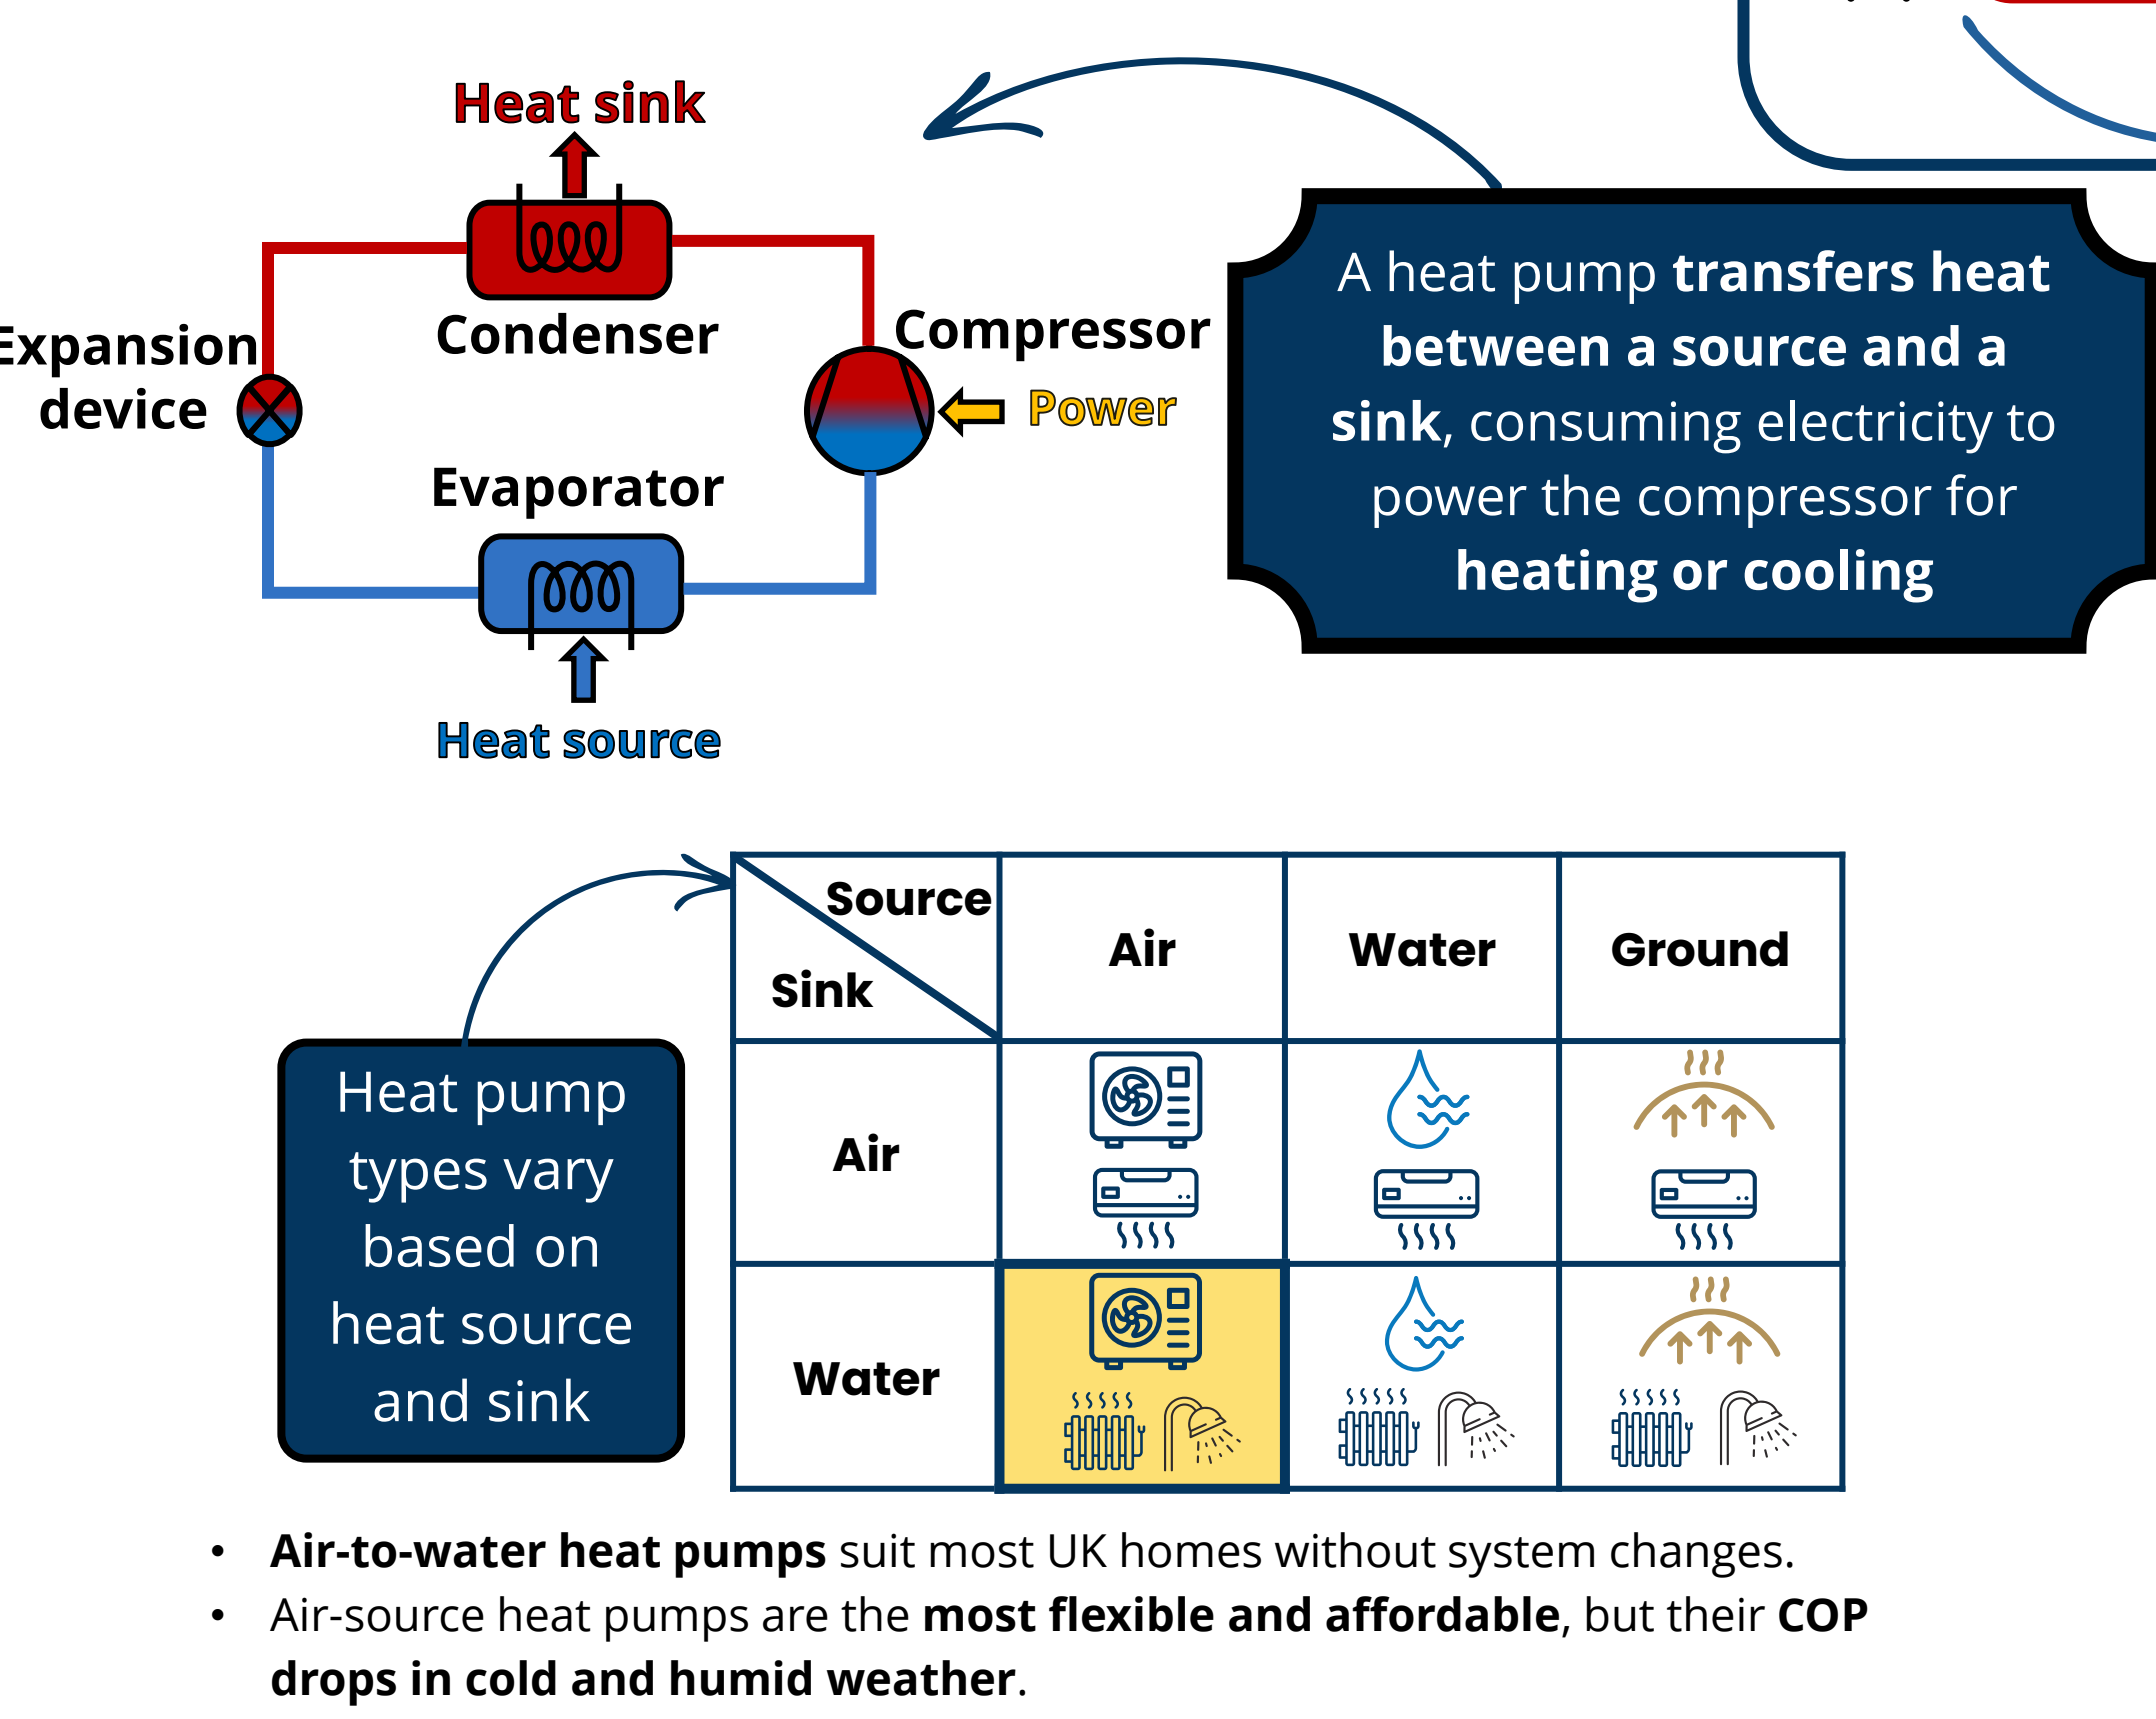 Heat sink
Condenser
Compressor
Expansion
device
Power
Evaporator
Heat source
A heat pump transfers heat
between a source and a
sink, consuming electricity to
power the compressor for
heating or cooling
Source
Sink
Air
Water
Ground
Air
Water
Heat pump
types vary
based on
heat source
and sink
• Air-to-water heat pumps suit most UK homes without system changes.
• Air-source heat pumps are the most flexible and affordable, but their COP
drops in cold and humid weather.